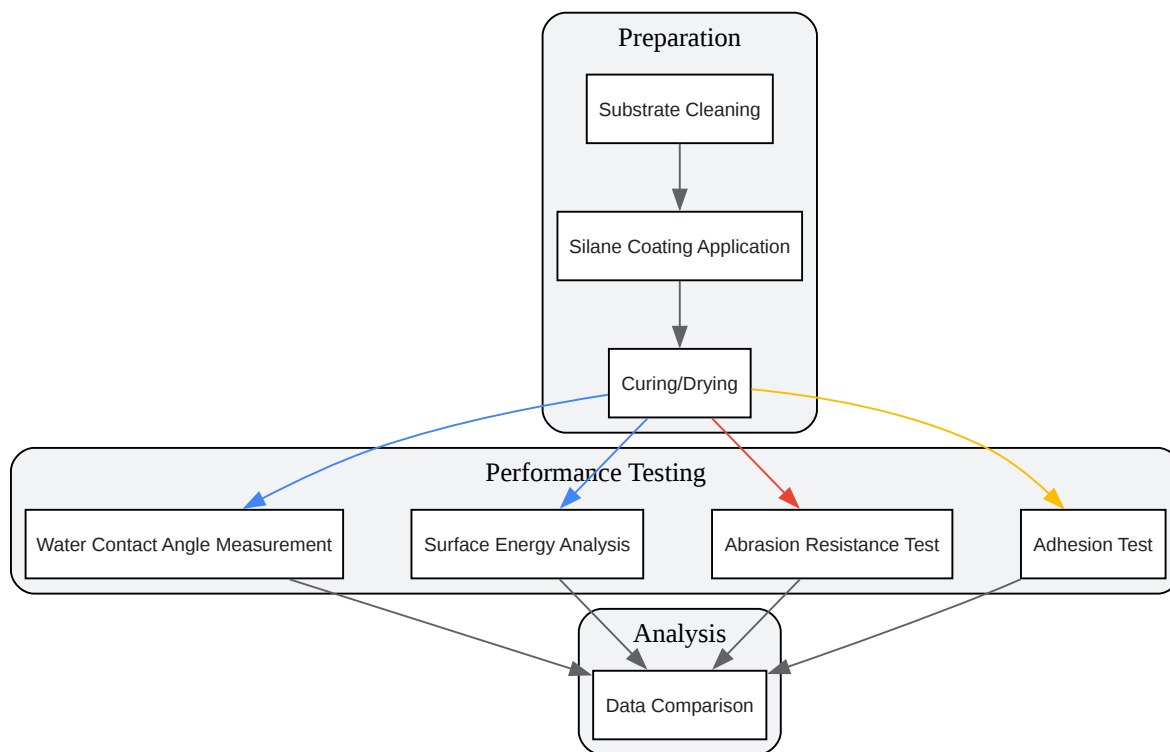 Preparation
Substrate Cleaning
Silane Coating Application
Curing/Drying
Performance Testing
Water Contact Angle Measurement
Surface Energy Analysis
Abrasion Resistance Test
Adhesion Test
Analysis
Data Comparison